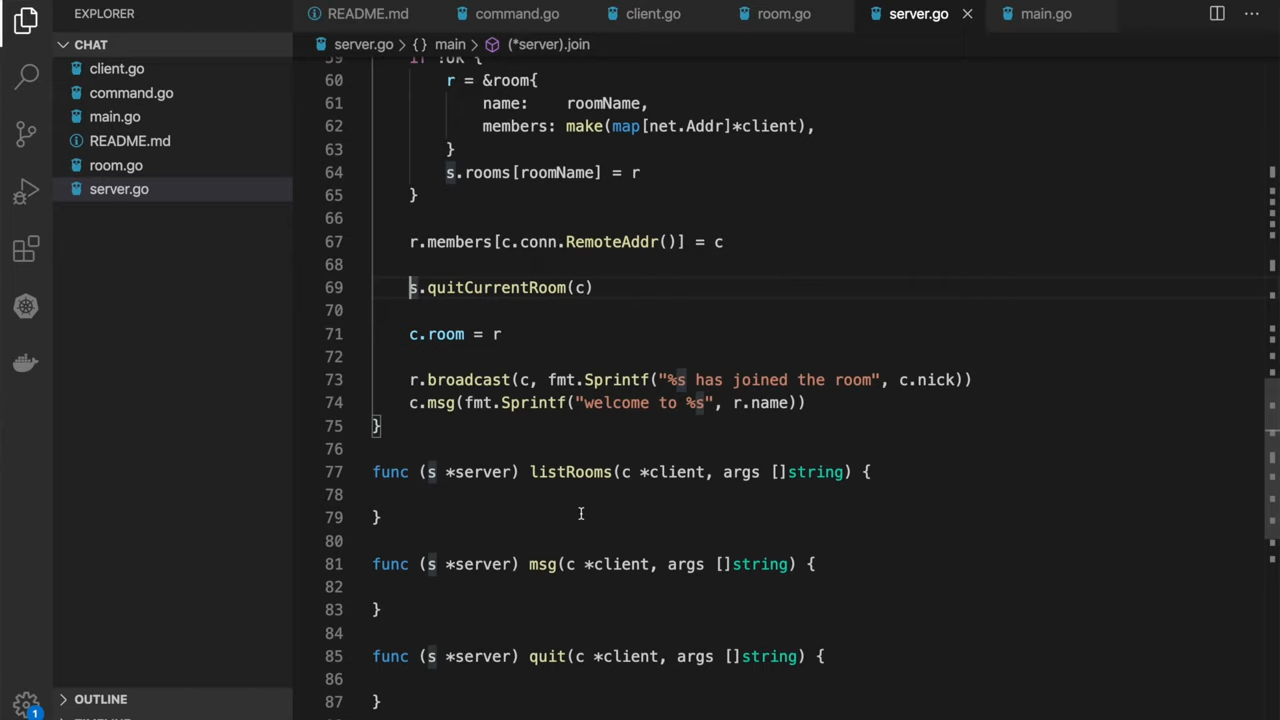 EXPLORER
README.md
command.go
client.go
room.go
server.go
main.go
CHAT
client.go
command.go
main.go
README.md
room.go
server.go
OUTLINE
1
server.go > {} main > (*server).join
59 if !ok {
60 r = &room{
61 name: roomName,
62 members: make(map[net.Addr]*client),
63 }
64 s.rooms[roomName] = r
65 }
66
67 r.members[c.conn.RemoteAddr()] = c
68
69 s.quitCurrentRoom(c)
70
71 c.room = r
72
73 r.broadcast(c, fmt.Sprintf("%s has joined the room", c.nick))
74 c.msg(fmt.Sprintf("welcome to %s", r.name))
75 }
76
77 func (s *server) listRooms(c *client, args []string) {
78
79 }
80
81 func (s *server) msg(c *client, args []string) {
82
83 }
84
85 func (s *server) quit(c *client, args []string) {
86
87 }